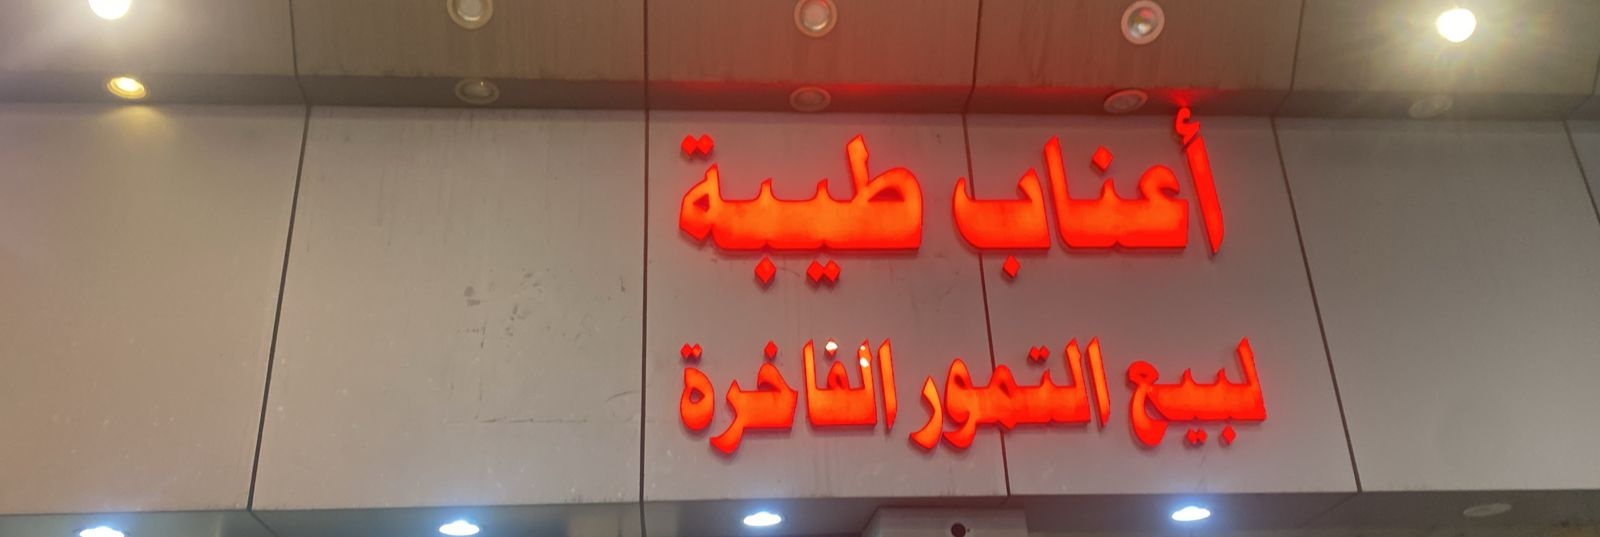 أعناب طيبة
لبيع التمور الفاخرة